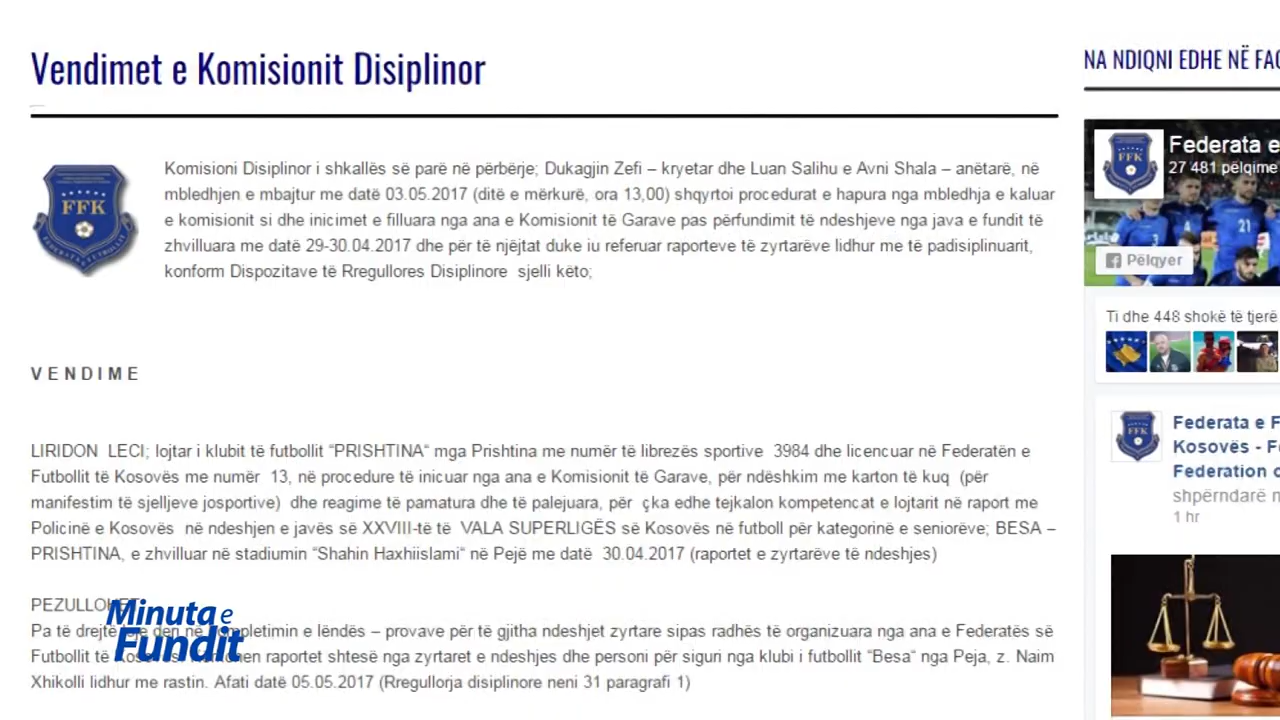 Vendimet e Komisionit Disiplinor
Komisioni Disiplinor i shkallës së parë në përbërje; Dukagjin Zefi – kryetar dhe Luan Salihu e Avni Shala – anëtarë, në
mbledhjen e mbajtur me datë 03.05.2017 (ditë e mërkurë, ora 13,00) shqyrtoi procedurat e hapura nga mbledhja e kaluar
e komisionit si dhe inicimet e filluara nga ana e Komisionit të Garave pas përfundimit të ndeshjeve nga java e fundit të
zhvilluara me datë 29-30.04.2017 dhe për të njëjtat duke iu referuar raporteve të zyrtarëve lidhur me të padisiplinuarit,
konform Dispozitave të Rregullores Disiplinore sjelli këto;
FFK
VENDIME
LIRIDON LECI; lojtar i klubit të futbollit “PRISHTINA“ mga Prishtina me numër të librezës sportive 3984 dhe licencuar në Federatën e
Futbollit të Kosovës me numër 13, në procedure të inicuar nga ana e Komisionit të Garave, për ndëshkim me karton të kuq (për
manifestim të sjelljeve josportive) dhe reagime të pamatura dhe të palejuara, për çka edhe tejkalon kompetencat e lojtarit në raport me
Policinë e Kosovës në ndeshjen e javës së XXVIII-të të VALA SUPERLIGËS së Kosovës në futboll për kategorinë e seniorëve; BESA –
PRISHTINA, e zhvilluar në stadiumin “Shahin Haxhiislami“ në Pejë me datë 30.04.2017 (raportet e zyrtarëve të ndeshjes)
Pa të drejtë deri në e lëndës – provave për të gjitha ndeshjet zyrtare sipas radhës të organizuara nga ana e Federatës së
Futbollit të raportet shtesë nga zyrtaret e ndeshjes dhe personi për siguri nga klubi i futbollit “Besa“ nga Peja, z. Naim
Xhikolli lidhur me rastin. Afati datë 05.05.2017 (Rregullorja disiplinore neni 31 paragrafi 1)
Minuta e
Fundit
NA NDIQNI EDHE NË
FFK
Federata e
27 481 pëlqime
21
Pëlqyer
Ti dhe 448 shokë të tjerë
FFK
Federata e
Kosovës -
Federation
shpërndarë
1 hr